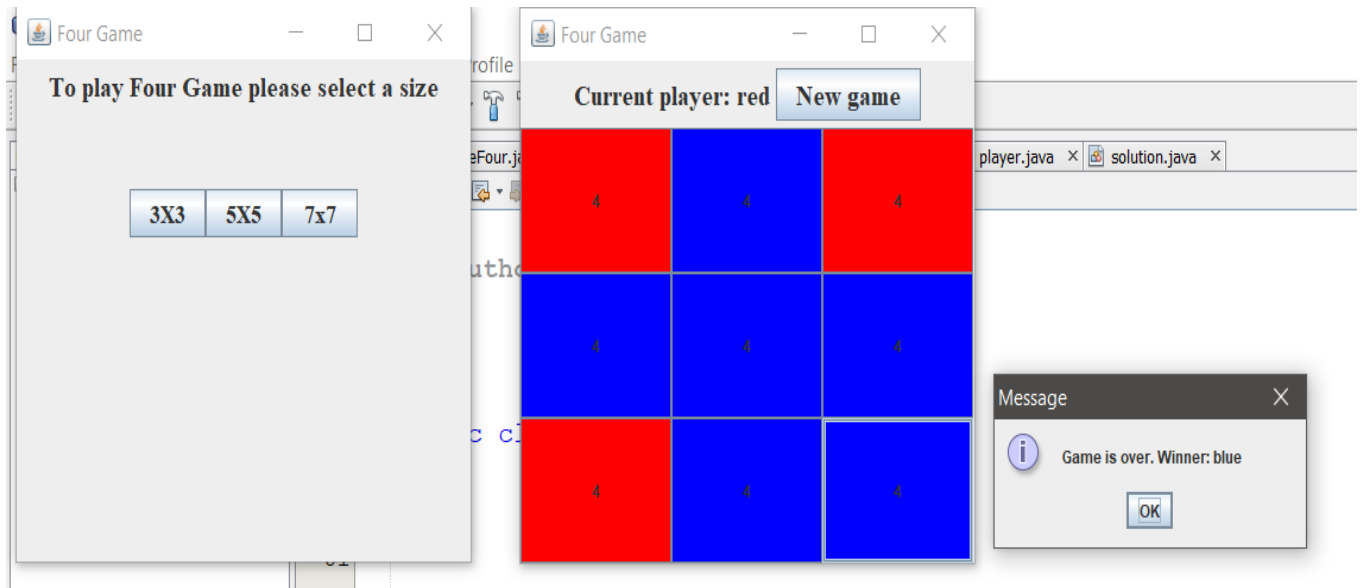 Four Game
To play Four Game please select a size
3X3 5X5 7x7
Four Game
Current player: red New game
4 4 4
4 4 4
4 4 4
rofile
eFour.ja
player.java solution.java
utho
c cl
Message
Game is over. Winner: blue
OK